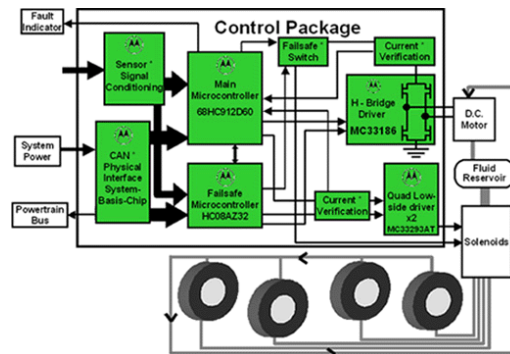 Control Package
Fault
Indicator
Sensor *
Signal
Conditioning
Main
Microcontroller
68HC912D60
Failsafe *
Switch
Current *
Verification
H - Bridge
Driver
MC33186
D.C.
Motor
System
Power
CAN *
Physical
Interface
System-
Basis-Chip
Fluid
Reservoir
Powertrain
Bus
Failsafe
Microcontroller
HC08AZ32
Current *
Verification
Quad Low-
side driver
x2
MC33293AT
Solenoids